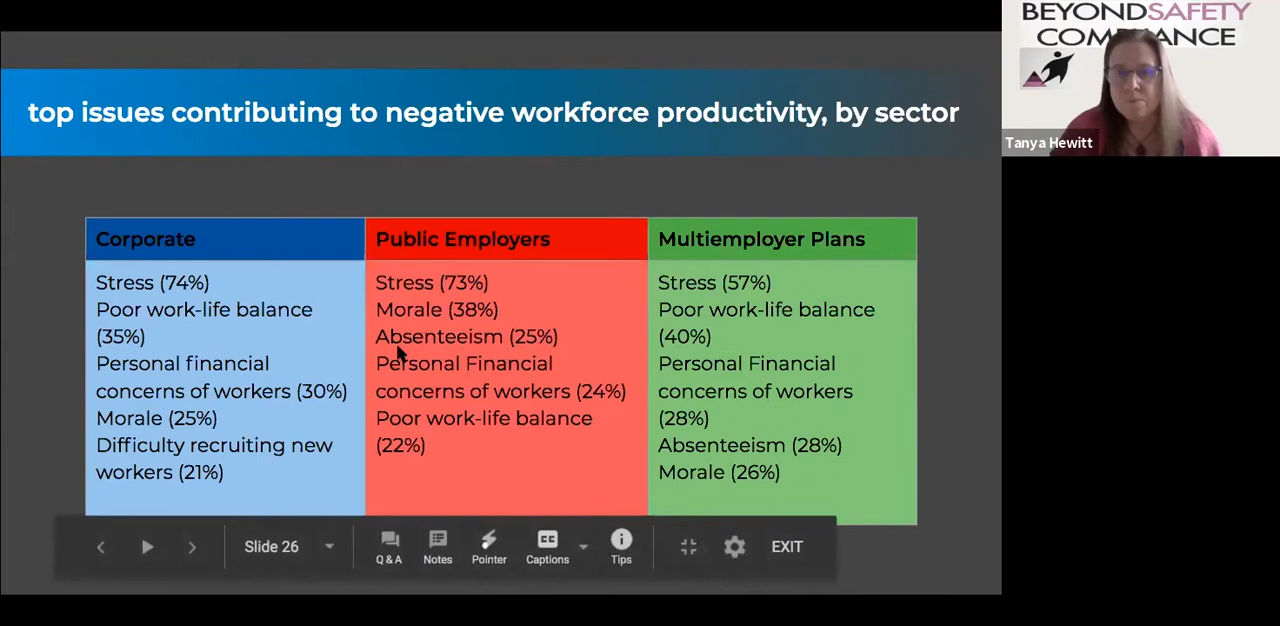 BEYONDSAFETY
COMPLIANCE
Tanya Hewitt
top issues contributing to negative workforce productivity, by sector
Corporate
Stress (74%)
Poor work-life balance
(35%)
Personal financial
concerns of workers (30%)
Morale (25%)
Difficulty recruiting new
workers (21%)
Public Employers
Stress (73%)
Morale (38%)
Absenteeism (25%)
Personal Financial
concerns of workers (24%)
Poor work-life balance
(22%)
Multiemployer Plans
Stress (57%)
Poor work-life balance
(40%)
Personal Financial
concerns of workers
(28%)
Absenteeism (28%)
Morale (26%)
Slide 26
Q & A
Notes
Pointer
CC
Captions
Tips
EXIT